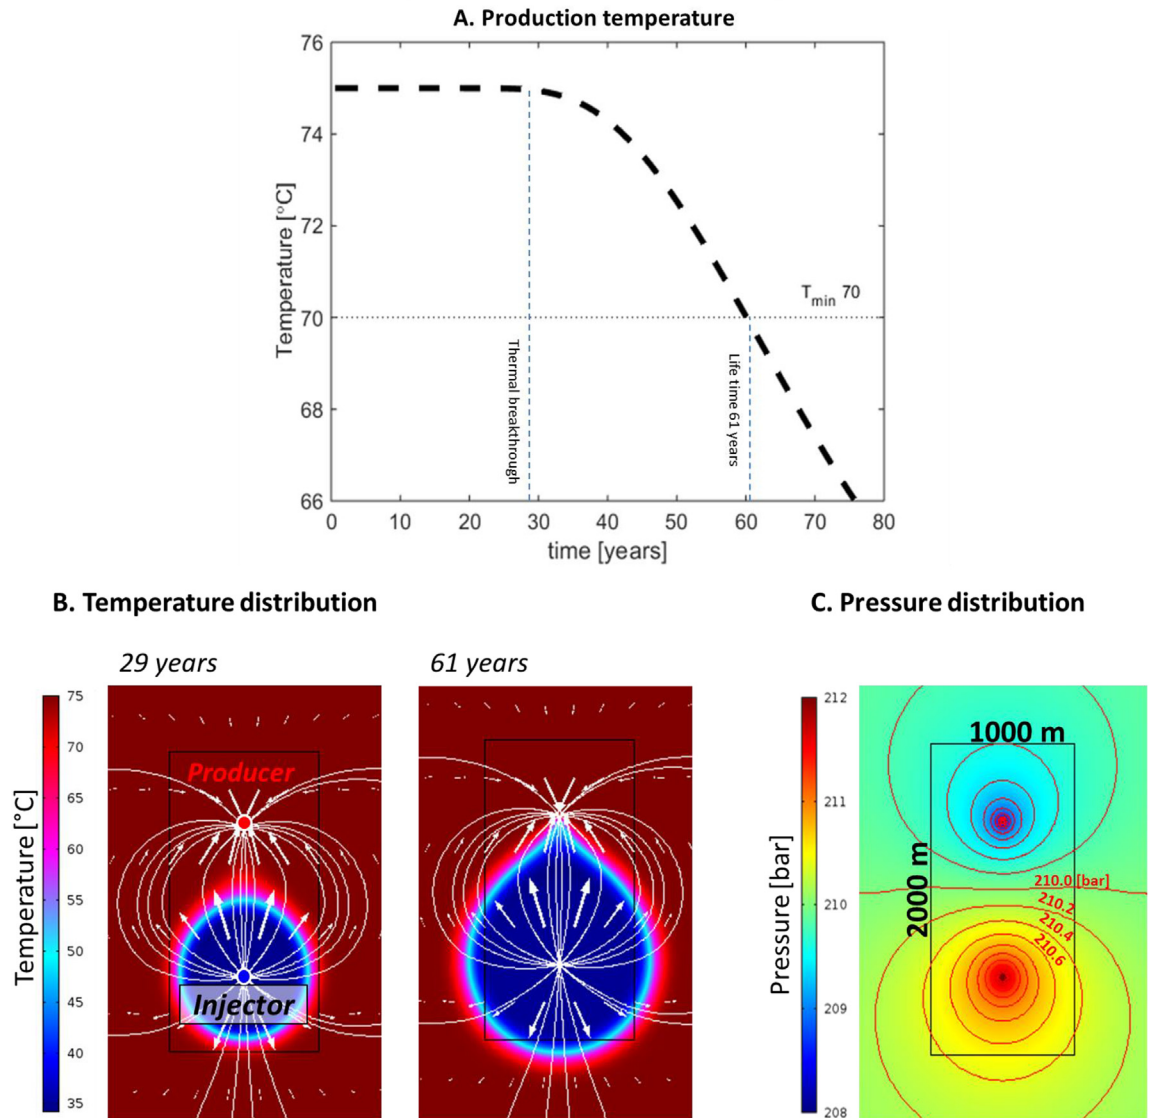 A. Production temperature
76
74
72
70
68
66
Temperature [°C]
T_min 70
Thermal breakthrough
Life time 61 years
0 10 20 30 40 50 60 70 80
time [years]
B. Temperature distribution
C. Pressure distribution
29 years
61 years
75
70
65
60
55
50
45
40
35
Temperature [°C]
Producer
Injector
212
211
210
209
208
Pressure [bar]
1000 m
2000 m
210.0 [bar]
210.2
210.4
210.6